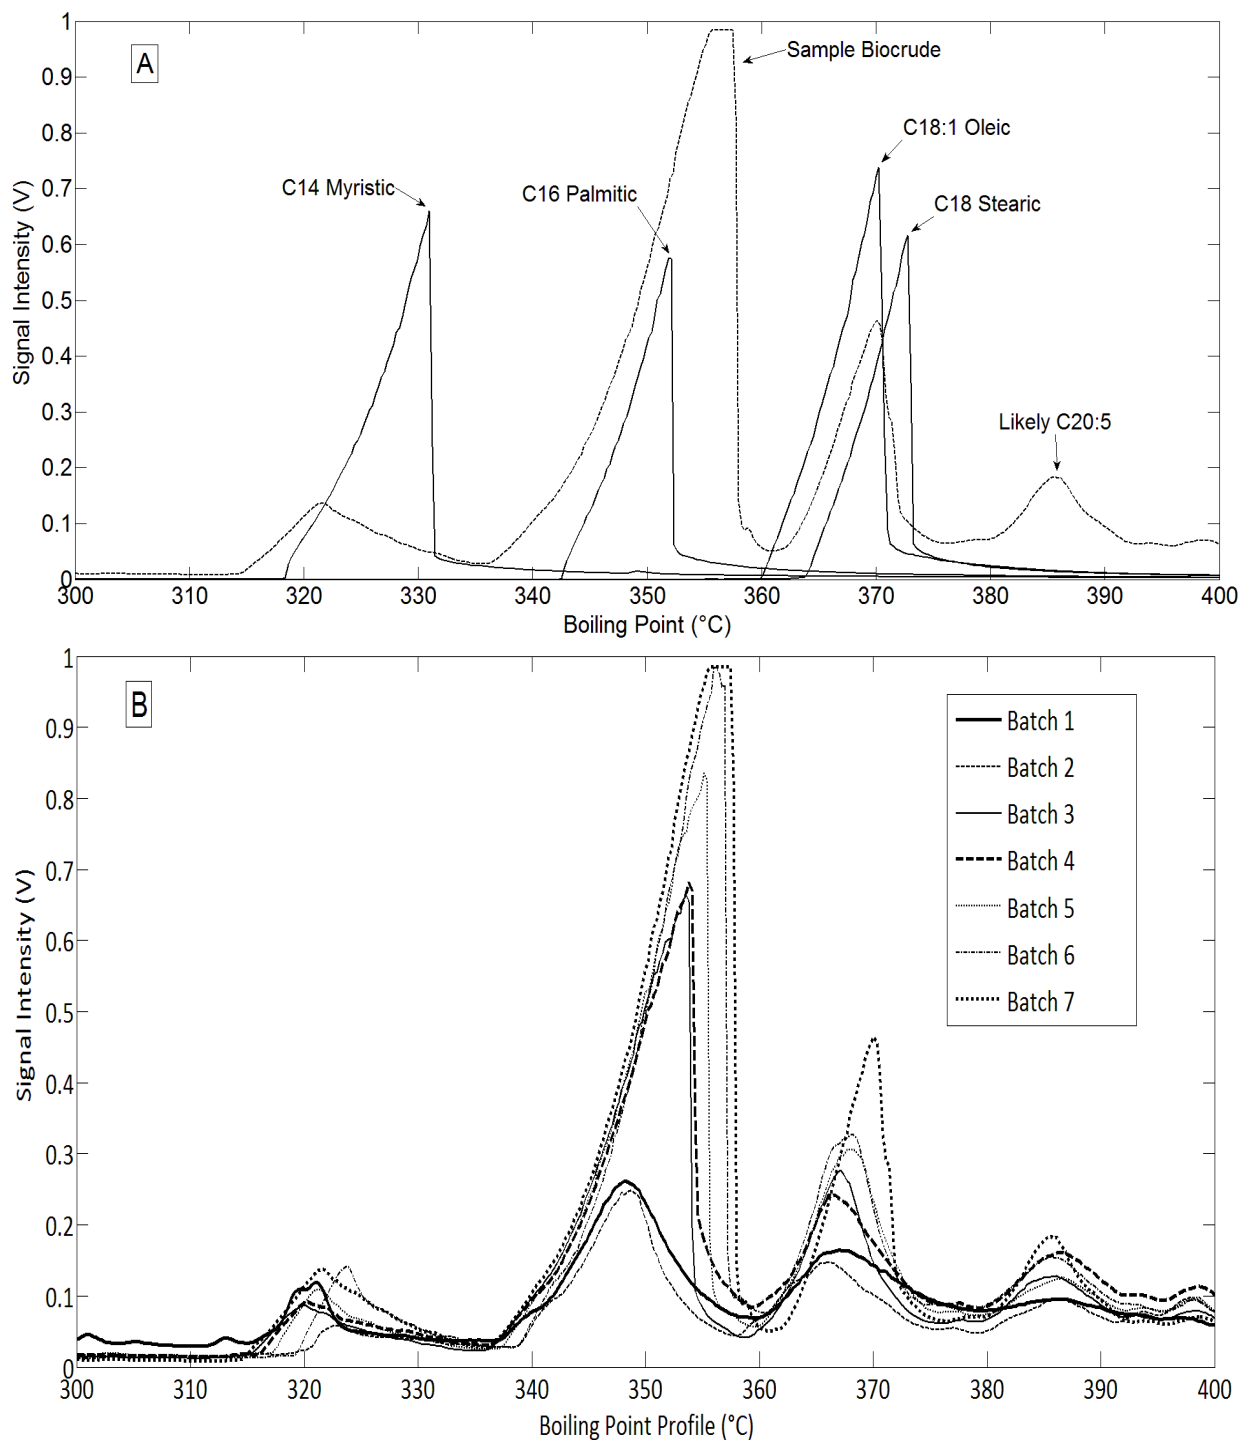 A
1
0.9
0.8
0.7
0.6
0.5
0.4
0.3
0.2
0.1
0
Signal Intensity (V)
Sample Biocrude
C18:1 Oleic
C14 Myristic
C16 Palmitic
C18 Stearic
Likely C20:5
300 310 320 330 340 350 360 370 380 390 400
Boiling Point (°C)
B
1
0.9
0.8
0.7
0.6
0.5
0.4
0.3
0.2
0.1
0
Signal Intensity (V)
Batch 1
Batch 2
Batch 3
Batch 4
Batch 5
Batch 6
Batch 7
300 310 320 330 340 350 360 370 380 390 400
Boiling Point Profile (°C)